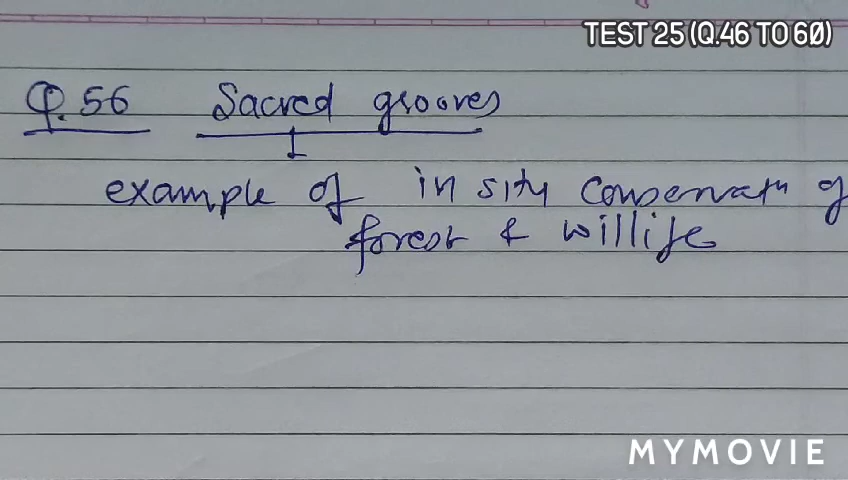 TEST 25 (Q.46 TO 60)
Q.56 Sacred grooves
example of in situ conservatn of
forest & willife
MYMOVIE